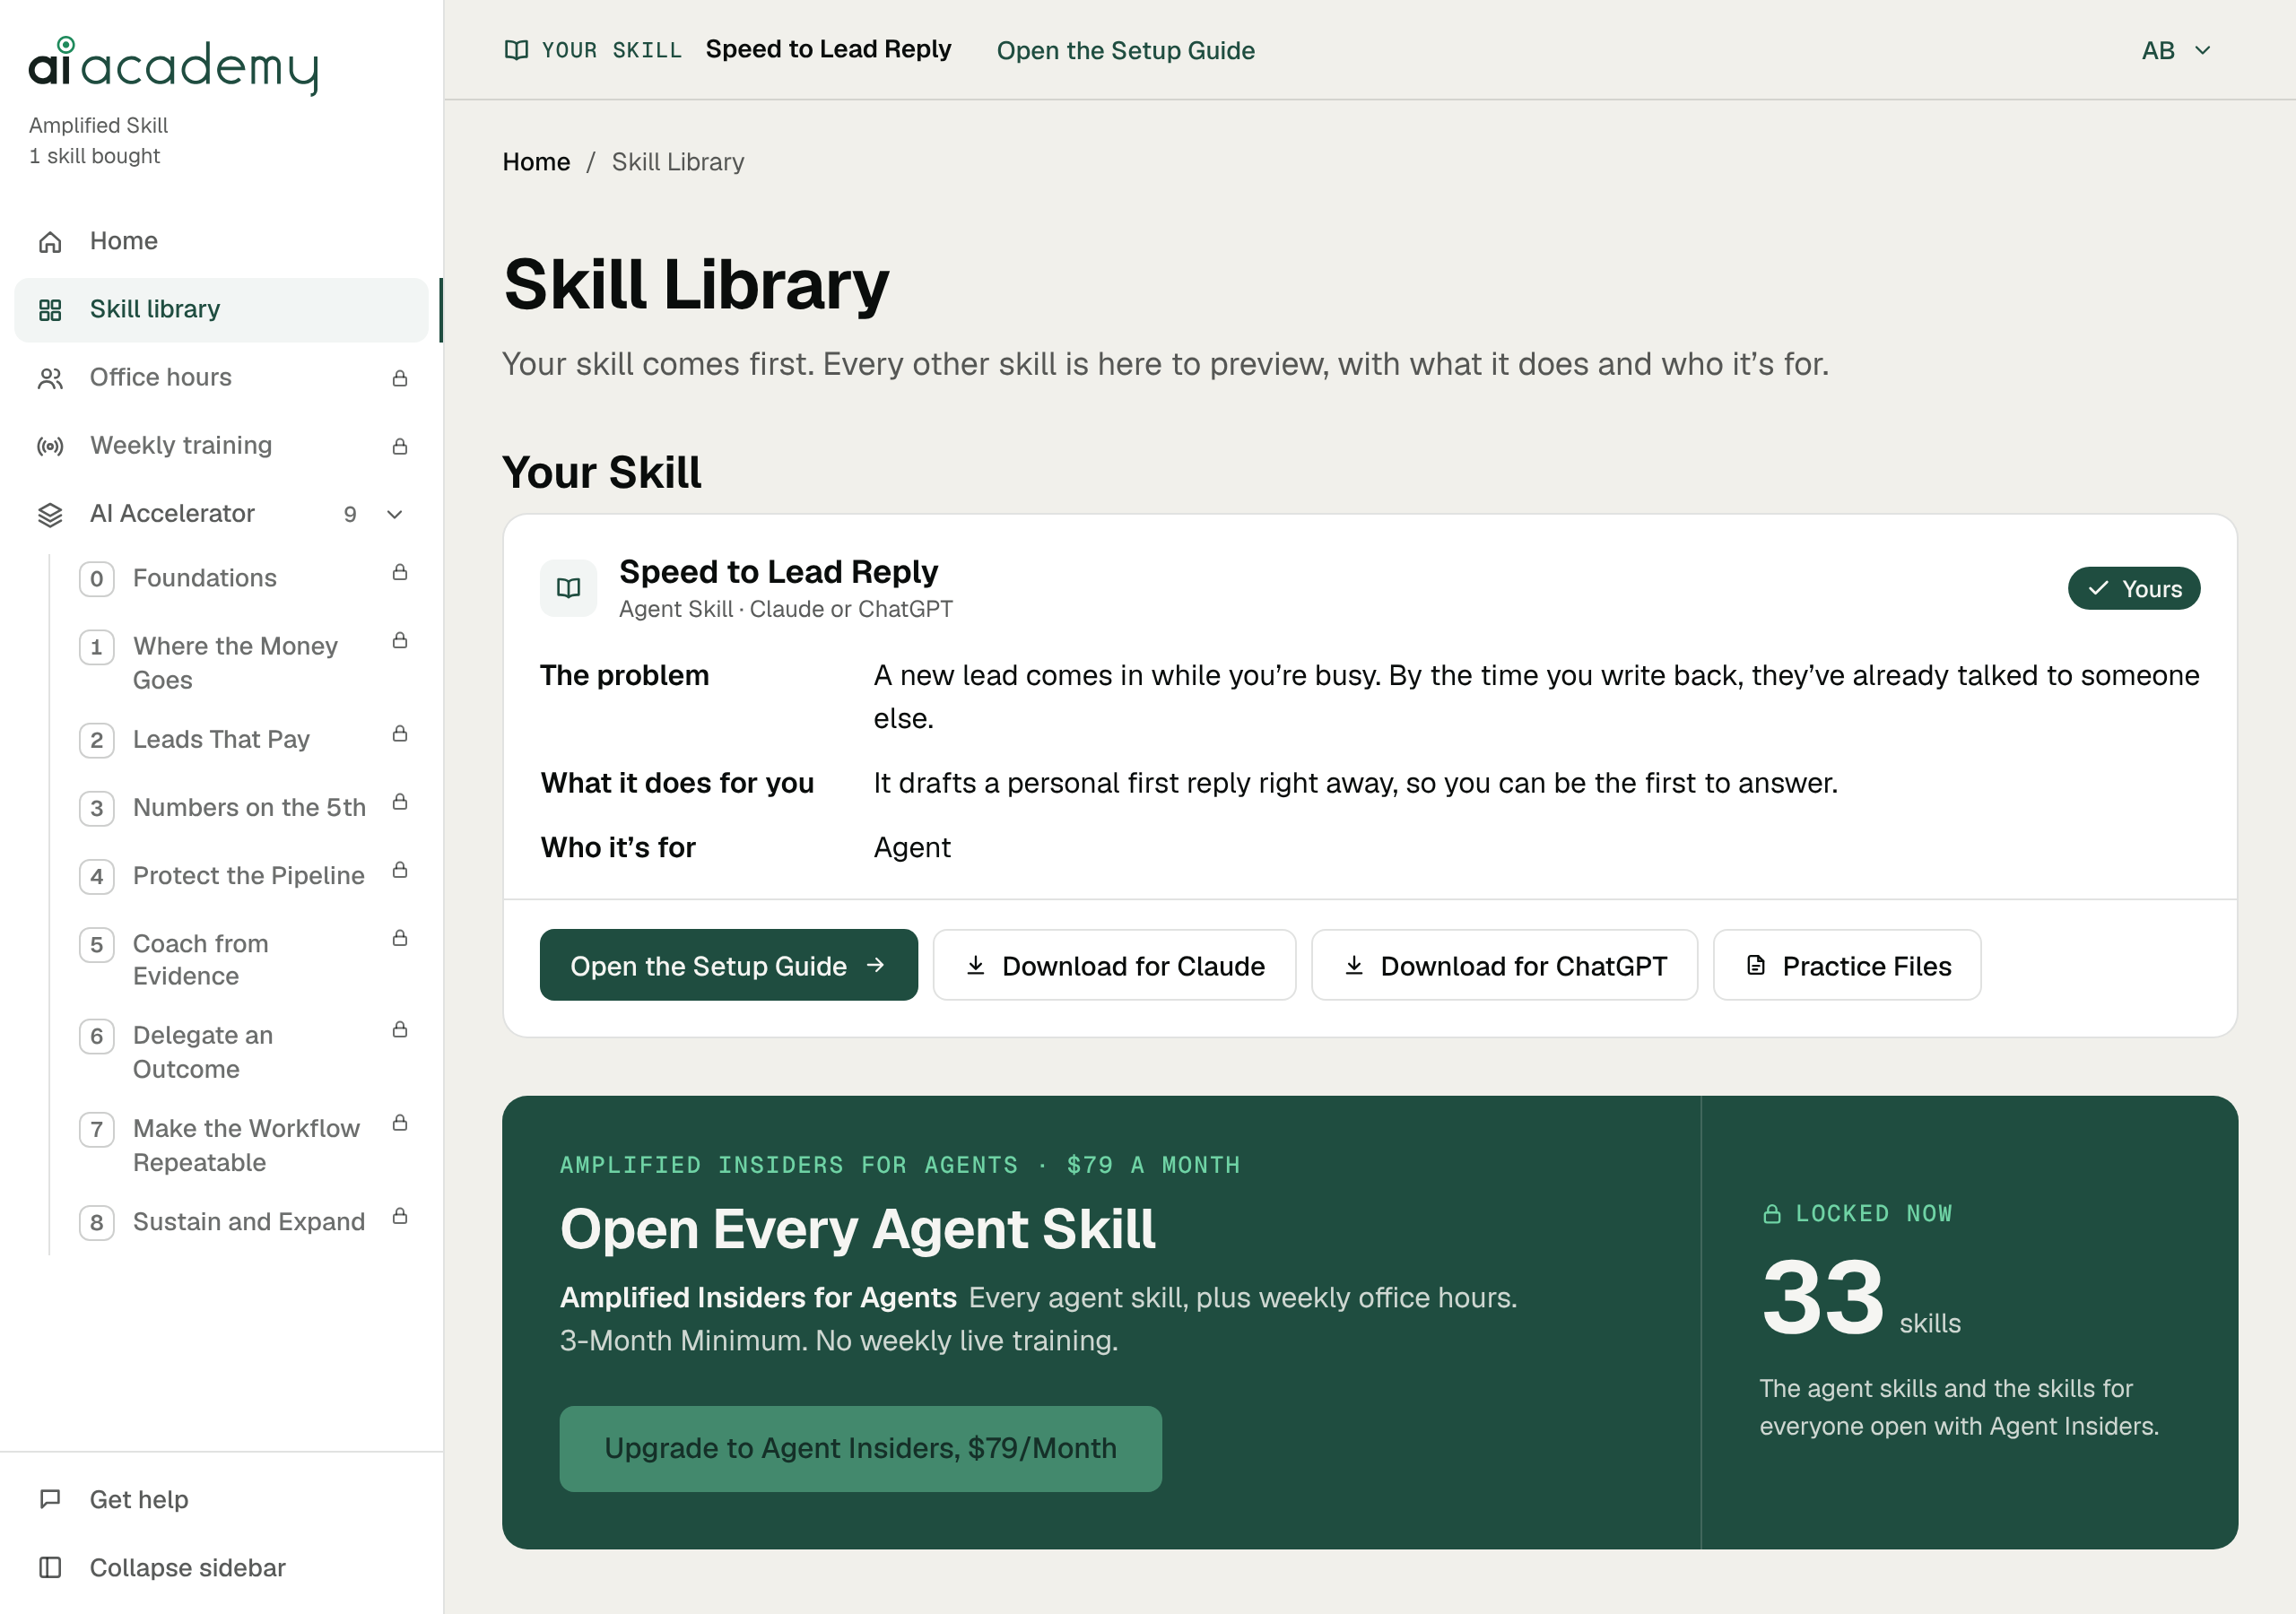 ai academy
Amplified Skill
1 skill bought
Home
Skill library
Office hours
Weekly training
AI Accelerator 9
0 Foundations
1 Where the Money
Goes
2 Leads That Pay
3 Numbers on the 5th
4 Protect the Pipeline
5 Coach from
Evidence
6 Delegate an
Outcome
7 Make the Workflow
Repeatable
8 Sustain and Expand
Get help
Collapse sidebar
YOUR SKILL Speed to Lead Reply Open the Setup Guide AB
Home / Skill Library
Skill Library
Your skill comes first. Every other skill is here to preview, with what it does and who it’s for.
Your Skill
Speed to Lead Reply
Agent Skill · Claude or ChatGPT
Yours
The problem A new lead comes in while you’re busy. By the time you write back, they’ve already talked to someone
else.
What it does for you It drafts a personal first reply right away, so you can be the first to answer.
Who it’s for Agent
Open the Setup Guide → Download for Claude Download for ChatGPT Practice Files
AMPLIFIED INSIDERS FOR AGENTS · $79 A MONTH
Open Every Agent Skill
Amplified Insiders for Agents Every agent skill, plus weekly office hours.
3-Month Minimum. No weekly live training.
Upgrade to Agent Insiders, $79/Month
LOCKED NOW
33 skills
The agent skills and the skills for
everyone open with Agent Insiders.